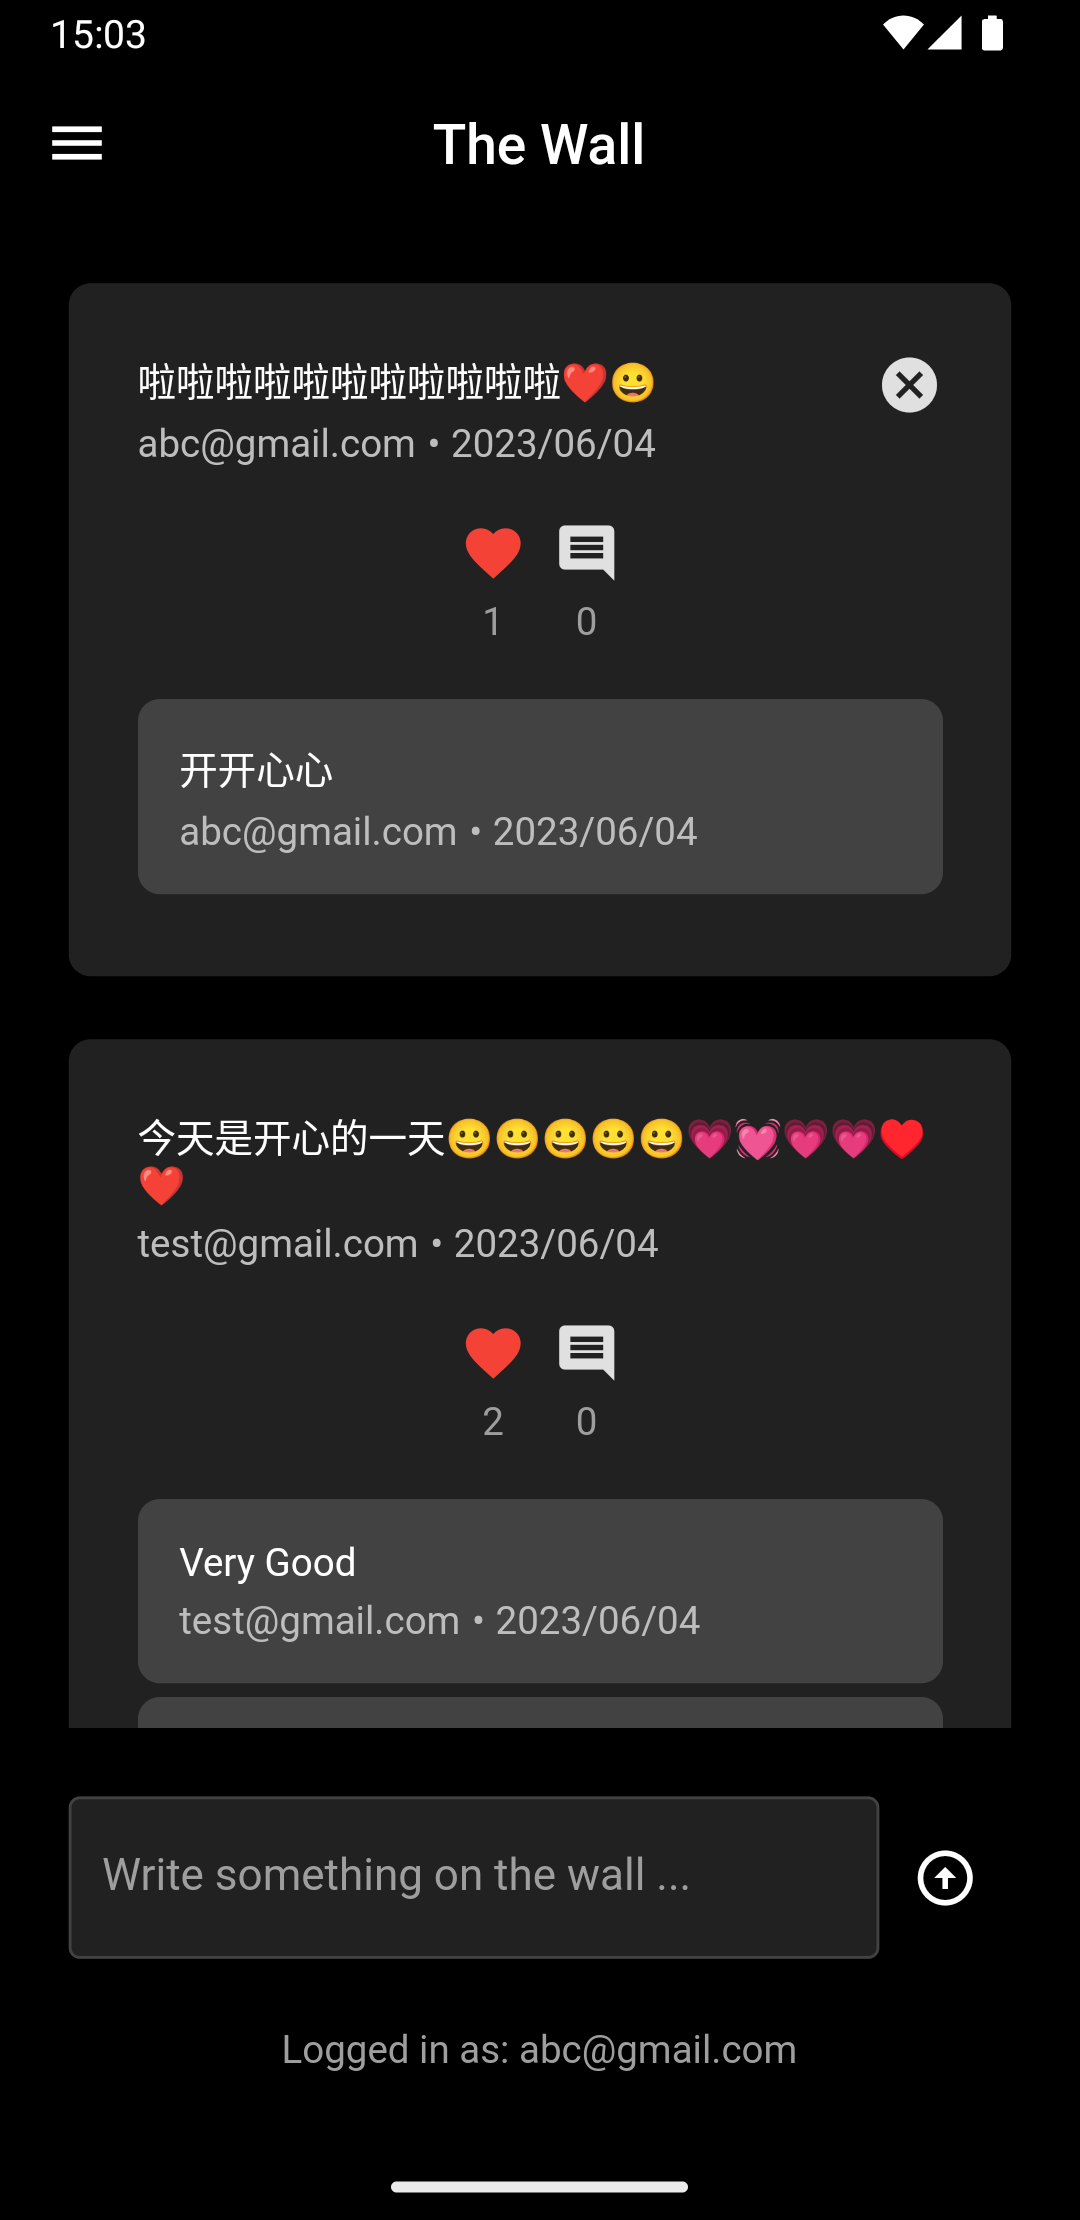 15:03
The Wall
啦啦啦啦啦啦啦啦啦啦啦❤️😀
abc@gmail.com • 2023/06/04
1 0
开开心心
abc@gmail.com • 2023/06/04
今天是开心的一天😀😀😀😀😀💗💓💗💗♥️
❤️
test@gmail.com • 2023/06/04
2 0
Very Good
test@gmail.com • 2023/06/04
Write something on the wall ...
Logged in as: abc@gmail.com